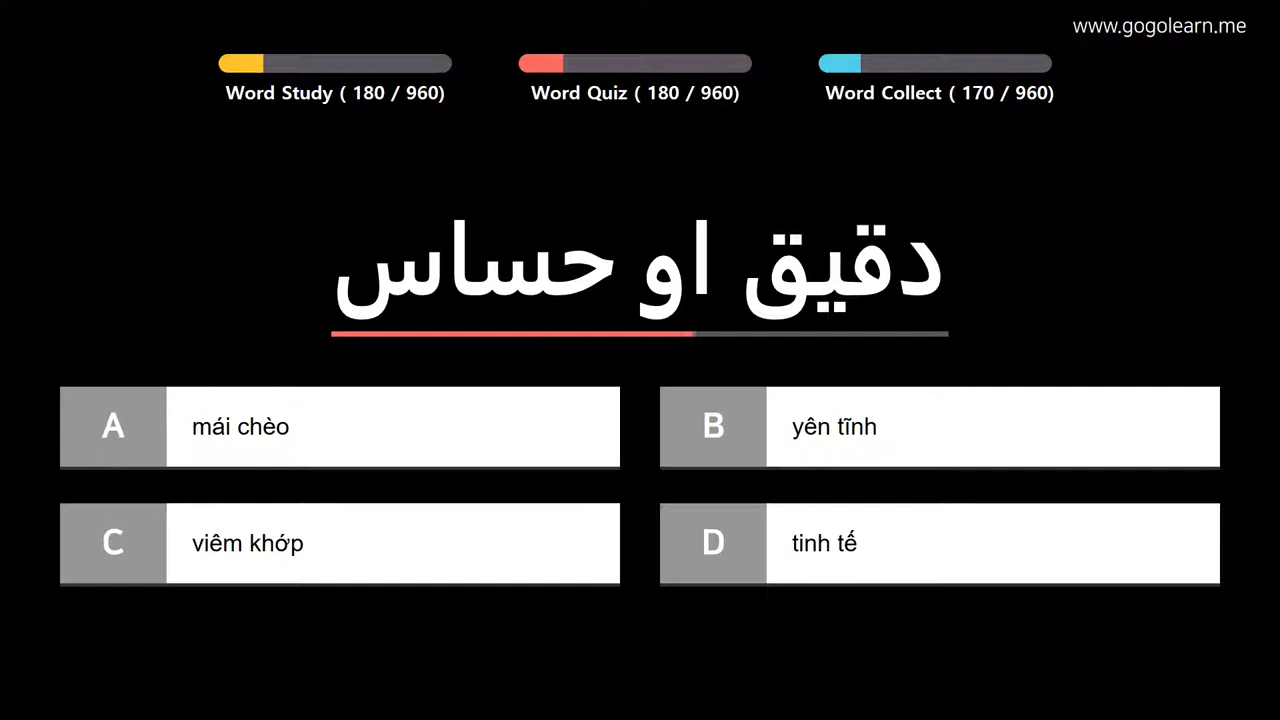 www.gogolearn.me
Word Study ( 180 / 960)
Word Quiz ( 180 / 960)
Word Collect ( 170 / 960)
دقيق او حساس
A mái chèo
B yên tĩnh
C viêm khớp
D tinh tế